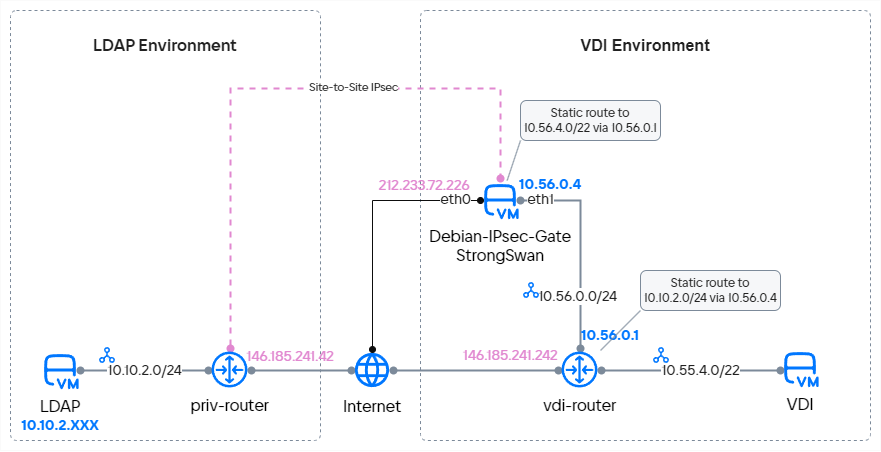 LDAP Environment
VDI Environment
Site-to-Site IPsec
Static route to
10.56.4.0/22 via 10.56.0.1
212.233.72.226
10.56.0.4
eth0
eth1
VM
Debian-IPsec-Gate
StrongSwan
Static route to
10.10.2.0/24 via 10.56.0.4
10.56.0.0/24
10.56.0.1
146.185.241.42
146.185.241.242
VM
10.10.2.0/24
10.55.4.0/22
VM
LDAP
10.10.2.XXX
priv-router
Internet
vdi-router
VDI